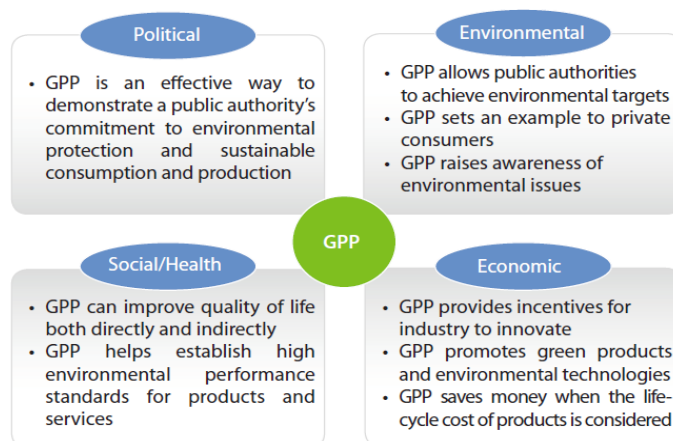 Political
• GPP is an effective way to
demonstrate a public authority's
commitment to environmental
protection and sustainable
consumption and production
Environmental
• GPP allows public authorities
to achieve environmental targets
• GPP sets an example to private
consumers
• GPP raises awareness of
environmental issues
GPP
Social/Health
• GPP can improve quality of life
both directly and indirectly
• GPP helps establish high
environmental performance
standards for products and
services
Economic
• GPP provides incentives for
industry to innovate
• GPP promotes green products
and environmental technologies
• GPP saves money when the life-
cycle cost of products is considered